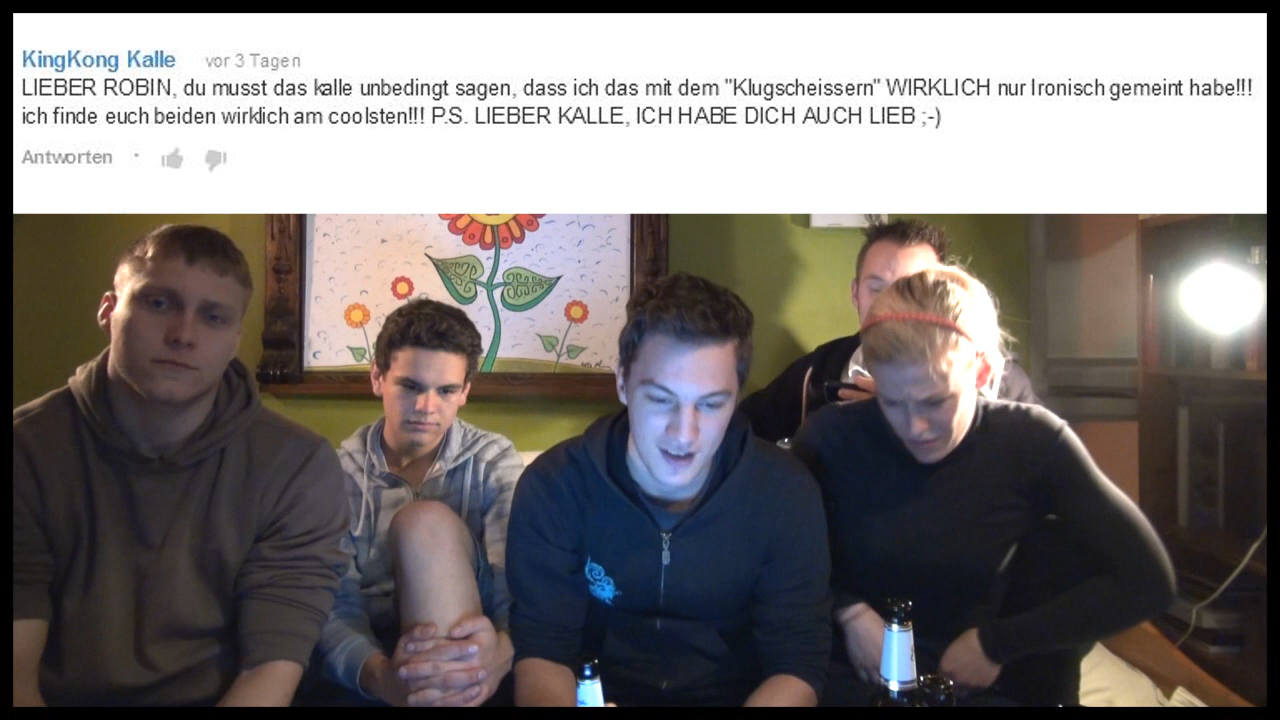 KingKong Kalle vor 3 Tagen
LIEBER ROBIN, du musst das kalle unbedingt sagen, dass ich das mit dem "Klugscheissern" WIRKLICH nur Ironisch gemeint habe!!!
ich finde euch beiden wirklich am coolsten!!! P.S. LIEBER KALLE, ICH HABE DICH AUCH LIEB ;-)
Antworten ·